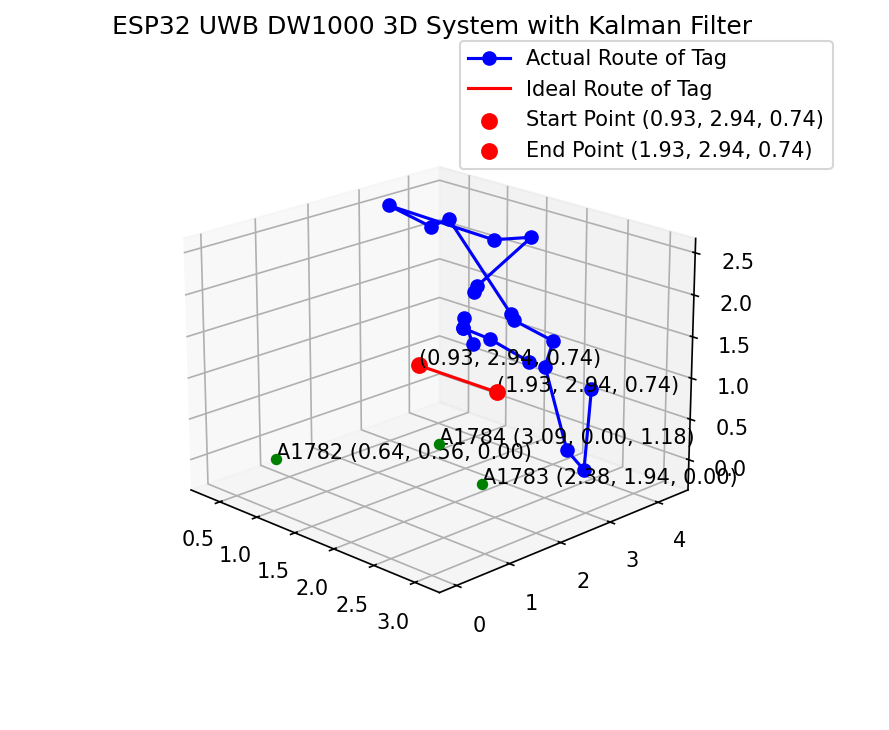 ESP32 UWB DW1000 3D System with Kalman Filter
Actual Route of Tag
Ideal Route of Tag
Start Point (0.93, 2.94, 0.74)
End Point (1.93, 2.94, 0.74)
(0.93, 2.94, 0.74)
(1.93, 2.94, 0.74)
A1784 (3.09, 0.00, 1.18)
A1782 (0.64, 0.56, 0.00)
A1783 (2.38, 1.94, 0.00)
2.5
2.0
1.5
1.0
0.5
0.0
0.5
1.0
1.5
2.0
2.5
3.0
0
1
2
3
4